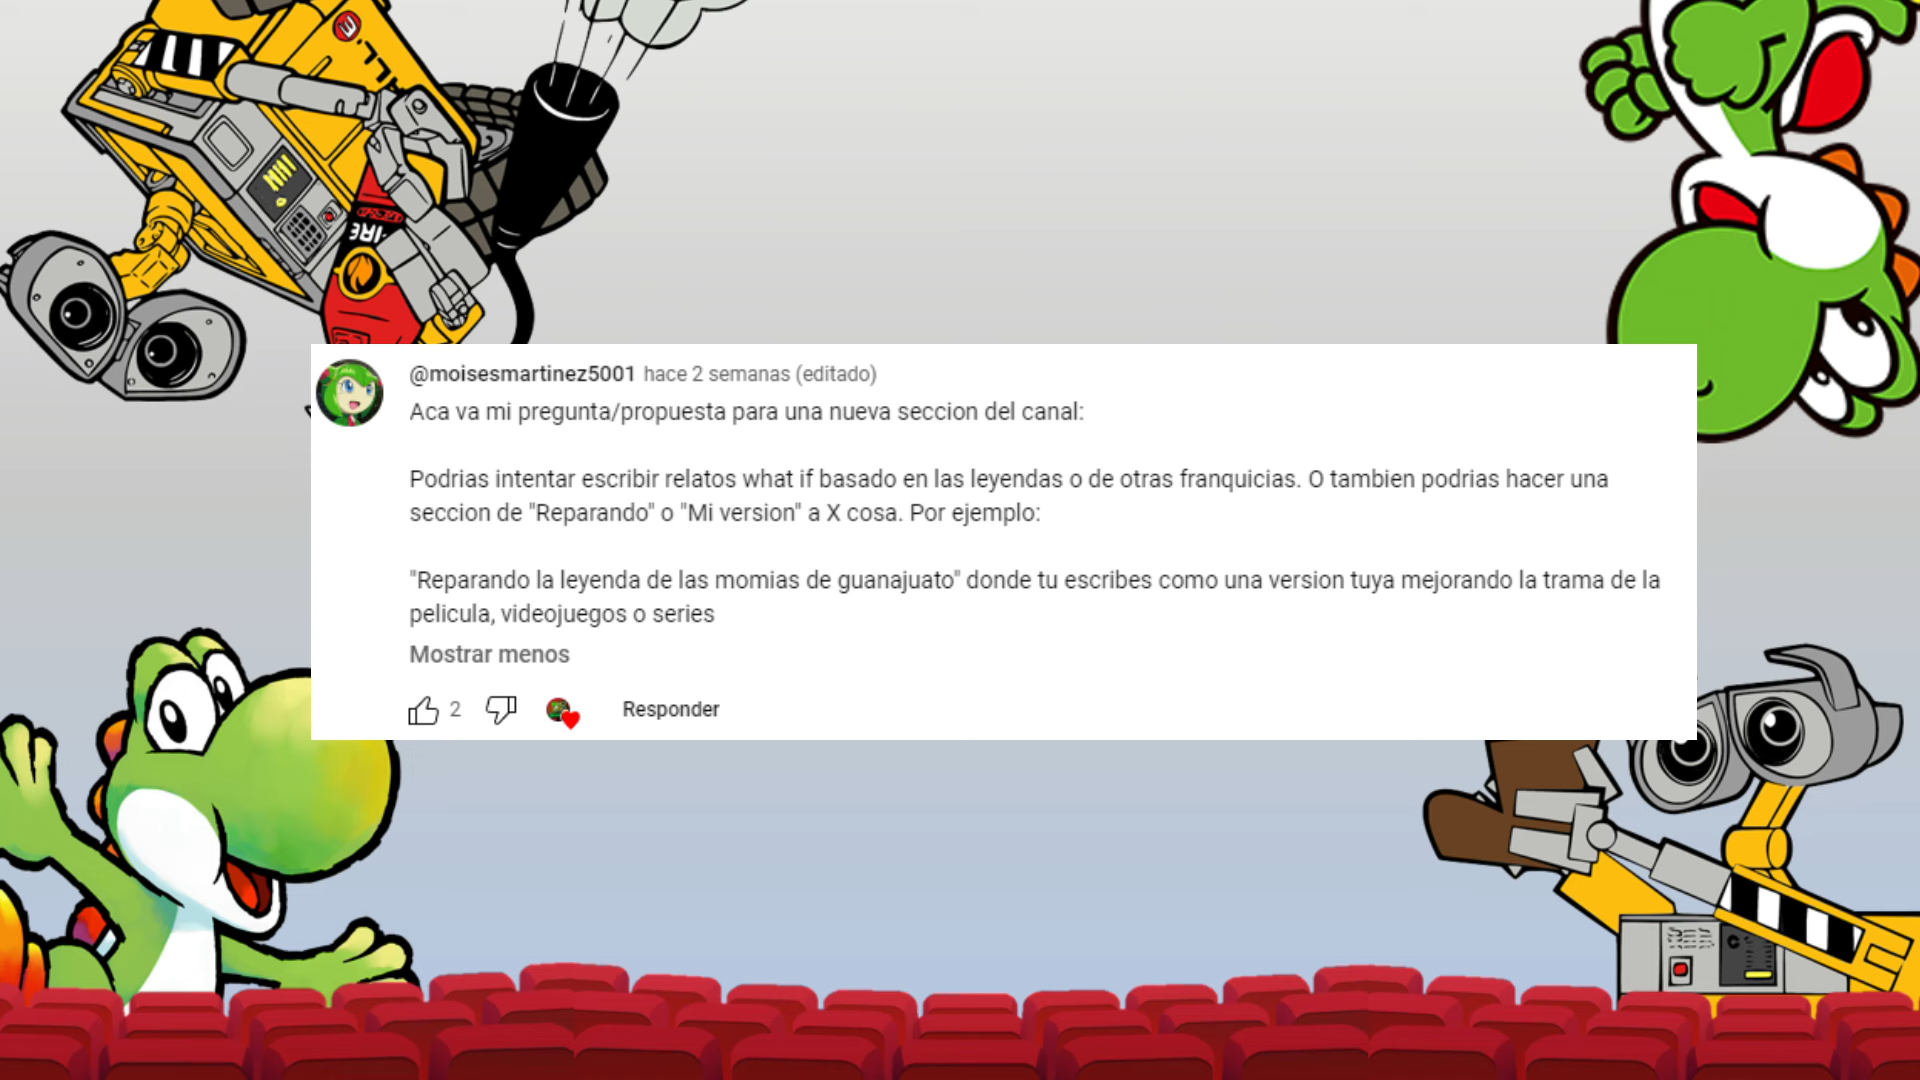 @moisesmartinez5001 hace 2 semanas (editado)
Aca va mi pregunta/propuesta para una nueva seccion del canal:
Podrias intentar escribir relatos what if basado en las leyendas o de otras franquicias. O tambien podrias hacer una
seccion de "Reparando" o "Mi version" a X cosa. Por ejemplo:
"Reparando la leyenda de las momias de guanajuato" donde tu escribes como una version tuya mejorando la trama de la
pelicula, videojuegos o series
Mostrar menos
2 Responder